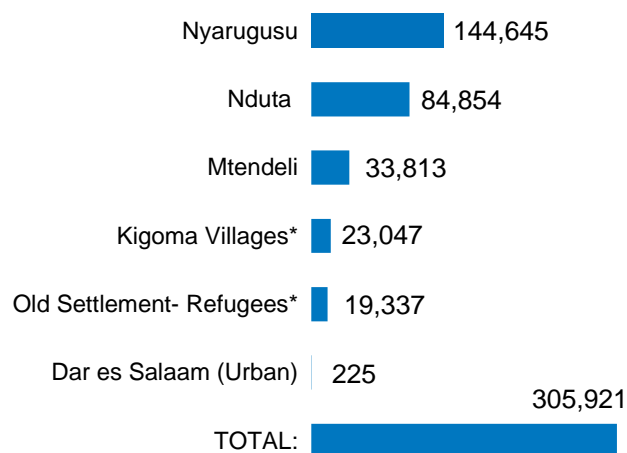 Nyarugusu 144,645
Nduta 84,854
Mtendeli 33,813
Kigoma Villages* 23,047
Old Settlement- Refugees* 19,337
Dar es Salaam (Urban) 225
305,921
TOTAL: